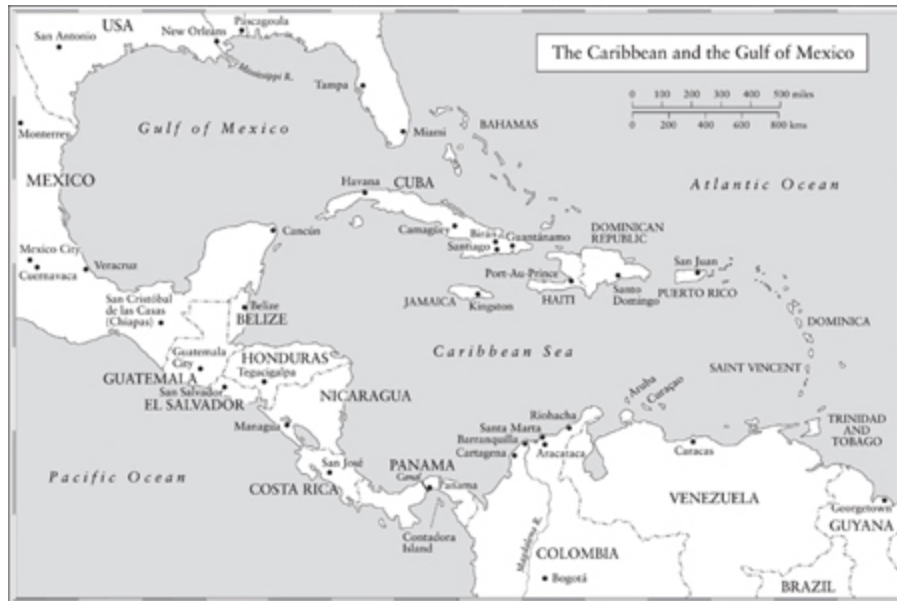 The Caribbean and the Gulf of Mexico
0 100 200 300 400 500 miles
0 200 400 600 800 kms
USA
San Antonio
New Orleans
Pascagoula
Mississippi R.
Tampa
Miami
Monterrey
Gulf of Mexico
BAHAMAS
Atlantic Ocean
MEXICO
Havana
CUBA
Cancún
Camagüey
Birán
Guantánamo
Santiago
DOMINICAN
REPUBLIC
Mexico City
Cuernavaca
Veracruz
San Juan
PUERTO RICO
Port-Au-Prince
HAITI
Santo
Domingo
JAMAICA
Kingston
San Cristóbal
de las Casas
(Chiapas)
Belize
BELIZE
DOMINICA
Caribbean Sea
SAINT VINCENT
Guatemala
City
GUATEMALA
HONDURAS
Tegucigalpa
San Salvador
EL SALVADOR
NICARAGUA
Managua
Aruba
Curaçao
Riohacha
Santa Marta
Barranquilla
Cartagena
Aracataca
Caracas
TRINIDAD
AND
TOBAGO
Pacific Ocean
San José
COSTA RICA
PANAMA
Canal
Panama
Contadora
Island
VENEZUELA
Georgetown
GUYANA
Magdalena R.
COLOMBIA
Bogotá
BRAZIL